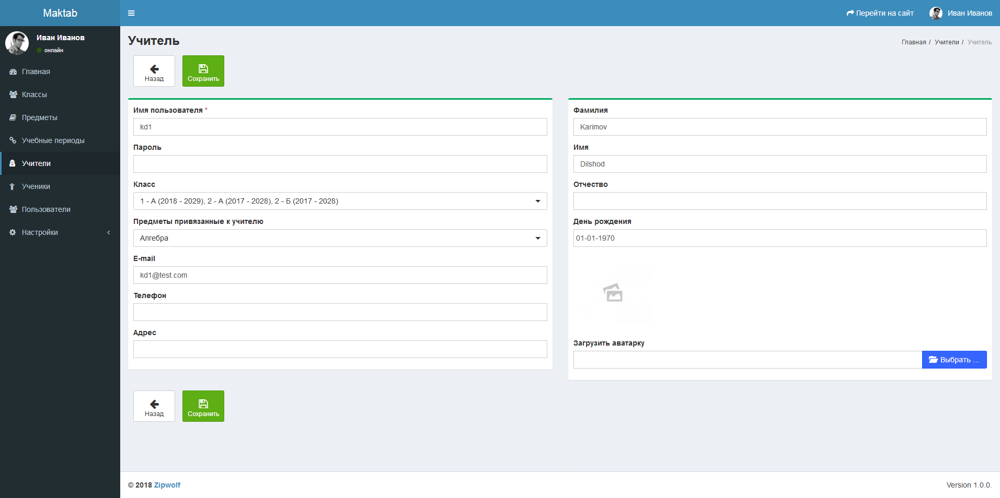 Maktab
Перейти на сайт
Иван Иванов
Иван Иванов
онлайн
Главная
Классы
Предметы
Учебные периоды
Учители
Ученики
Пользователи
Настройки
Учитель
Главная / Учители / Учитель
Назад
Сохранить
Имя пользователя *
kd1
Пароль
Класс
1 - А (2018 - 2029), 2 - А (2017 - 2028), 2 - Б (2017 - 2028)
Предметы привязанные к учителю
Алгебра
E-mail
kd1@test.com
Телефон
Адрес
Фамилия
Karimov
Имя
Dilshod
Отчество
День рождения
01-01-1970
Загрузить аватарку
Выбрать ...
Назад
Сохранить
© 2018 Zipwolf
Version 1.0.0.